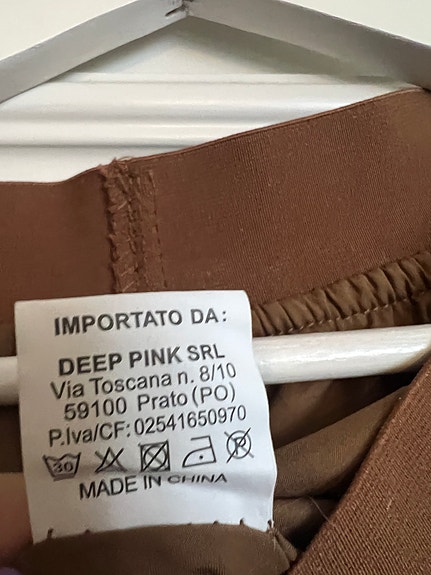 IMPORTATO DA:
DEEP PINK SRL
Via Toscana n. 8/10
59100 Prato (PO)
P.Iva/CF: 02541650970
30
MADE IN CHINA